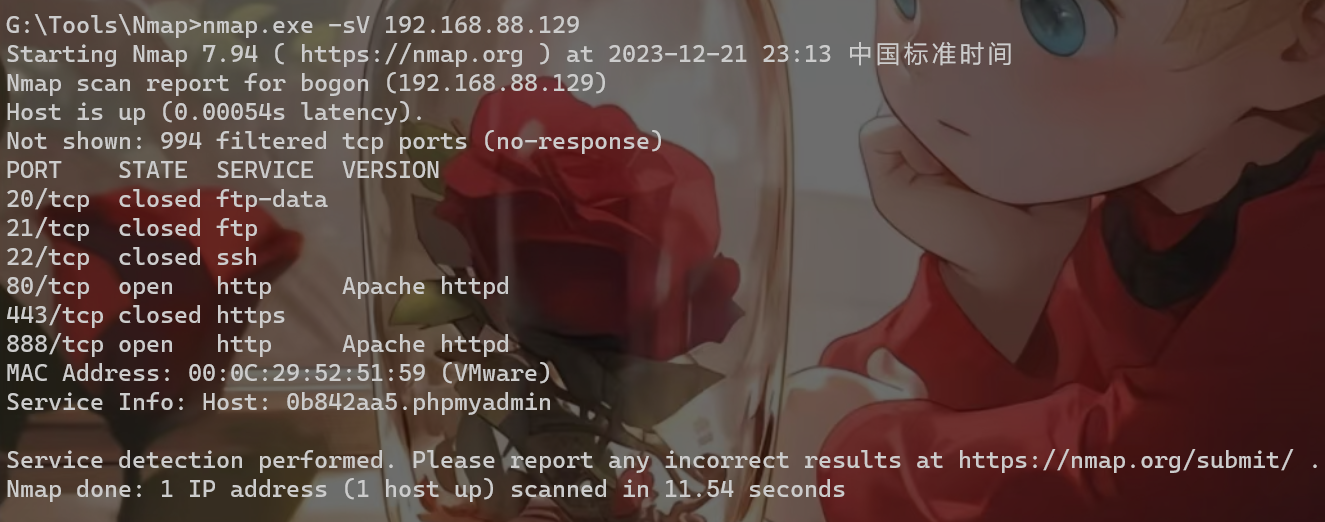 G:\Tools\Nmap>nmap.exe -sV 192.168.88.129
Starting Nmap 7.94 ( https://nmap.org ) at 2023-12-21 23:13 中国标准时间
Nmap scan report for bogon (192.168.88.129)
Host is up (0.00054s latency).
Not shown: 994 filtered tcp ports (no-response)
PORT    STATE  SERVICE  VERSION
20/tcp  closed ftp-data
21/tcp  closed ftp
22/tcp  closed ssh
80/tcp  open   http     Apache httpd
443/tcp closed https
888/tcp open   http     Apache httpd
MAC Address: 00:0C:29:52:51:59 (VMware)
Service Info: Host: 0b842aa5.phpmyadmin
Service detection performed. Please report any incorrect results at https://nmap.org/submit/ .
Nmap done: 1 IP address (1 host up) scanned in 11.54 seconds